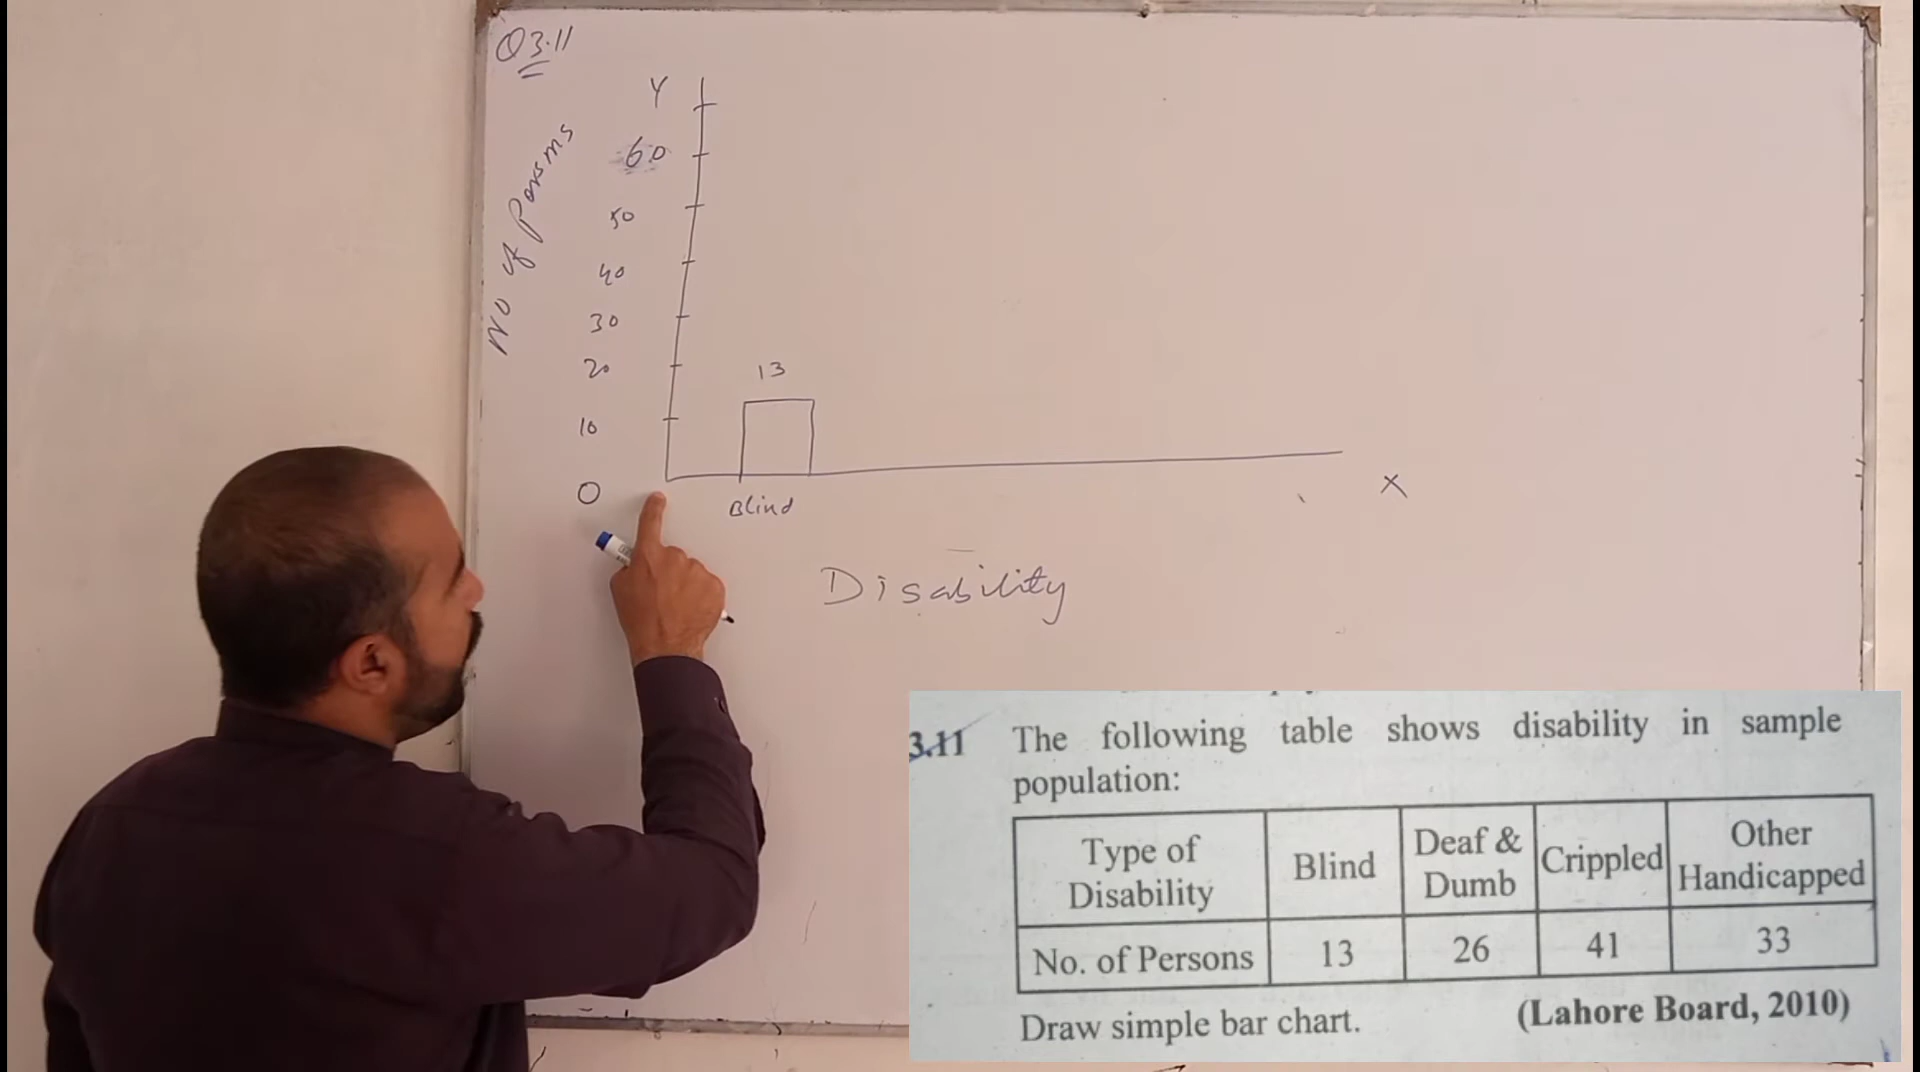 Q3.11
Y
No of Persons
60
50
40
30
20
10
0
13
Blind
X
Disability
3.11 The following table shows disability in sample
population:
Type of Disability Blind Deaf & Dumb Crippled Other Handicapped
No. of Persons 13 26 41 33
Draw simple bar chart. (Lahore Board, 2010)